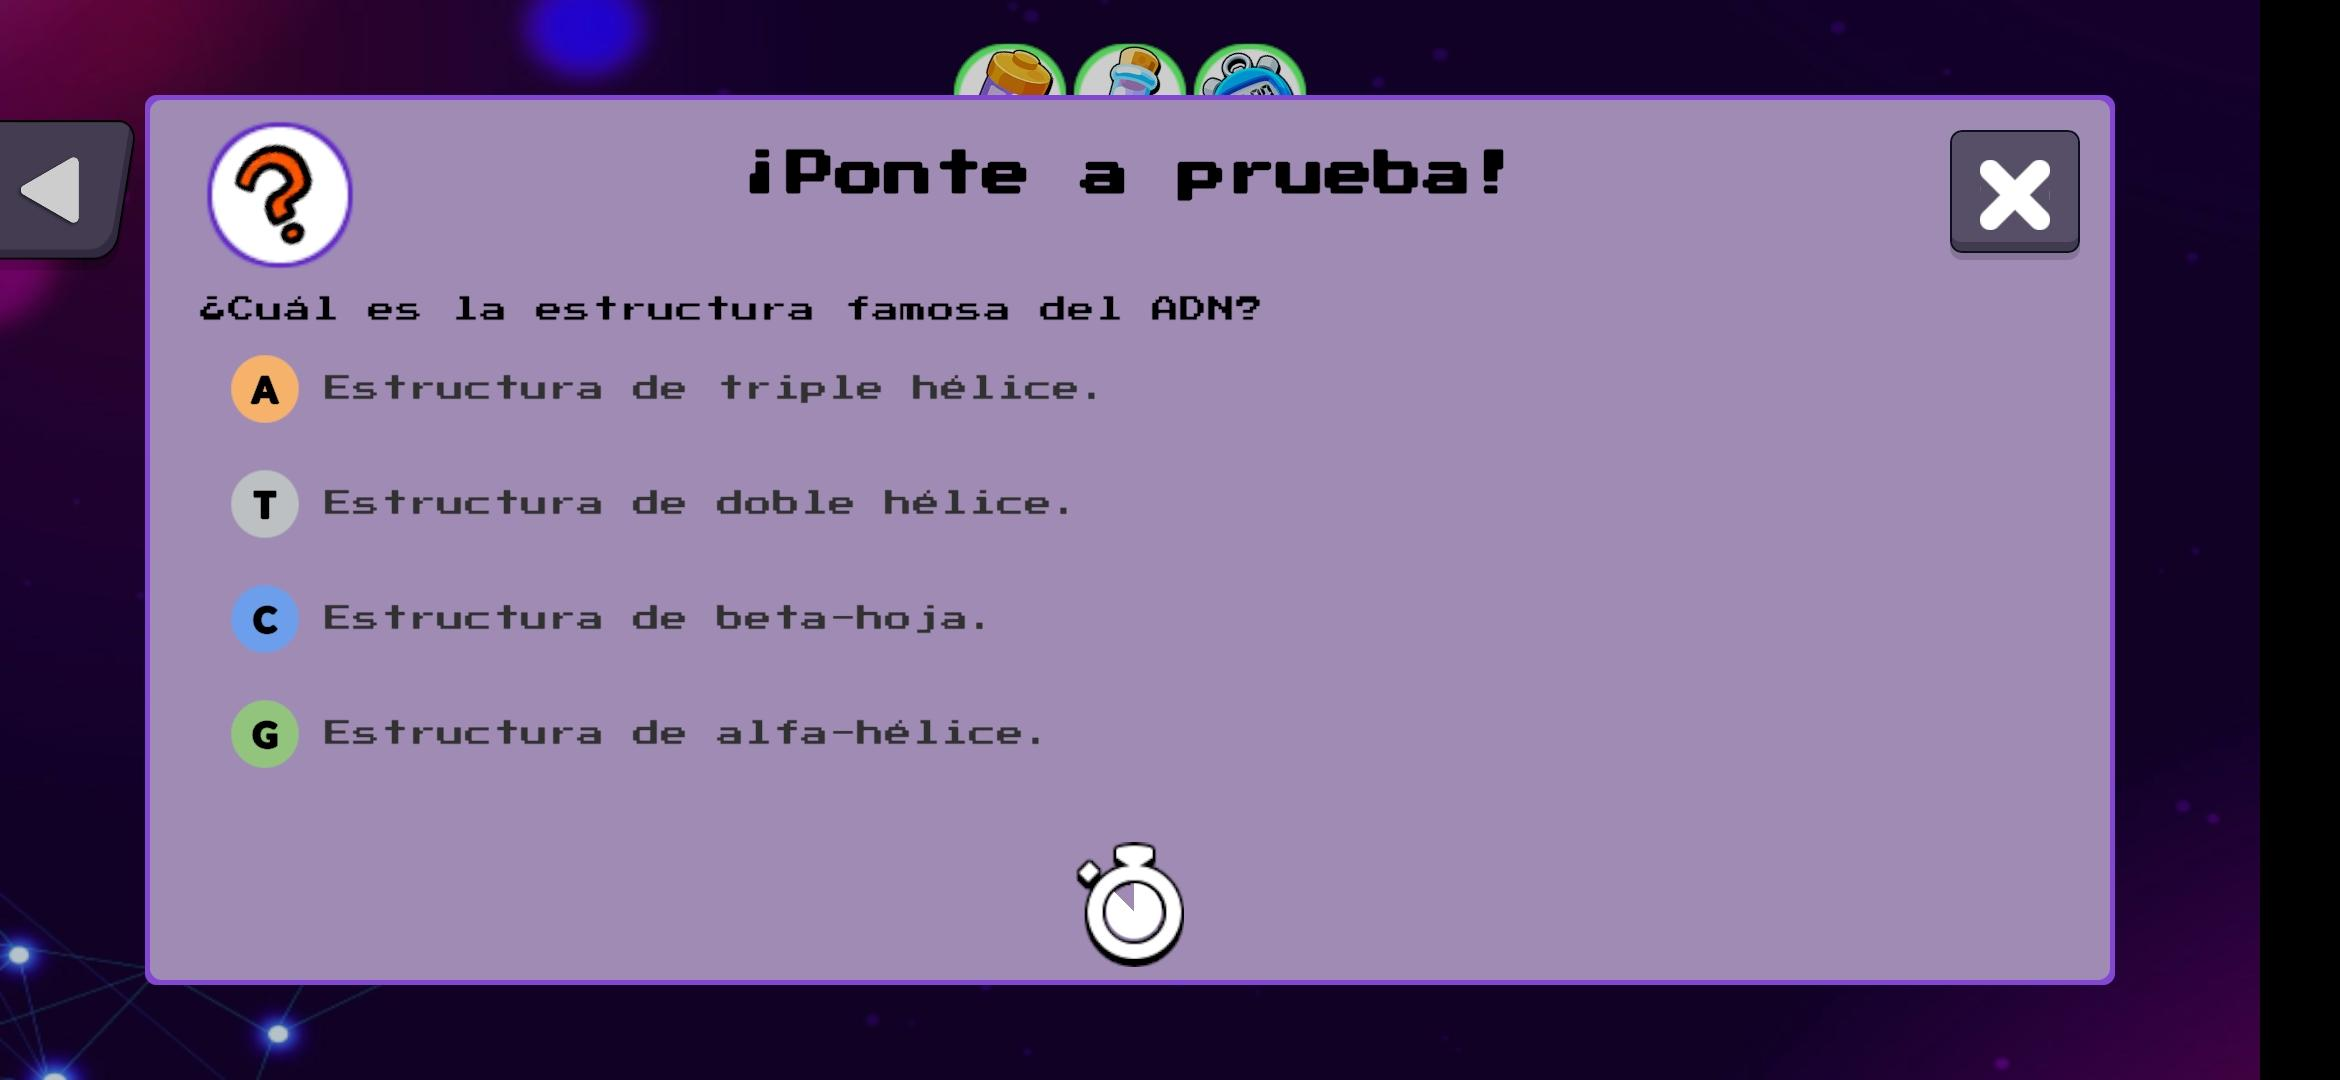 ¡Ponte a prueba!
¿Cuál es la estructura famosa del ADN?
A Estructura de triple hélice.
T Estructura de doble hélice.
C Estructura de beta-hoja.
G Estructura de alfa-hélice.